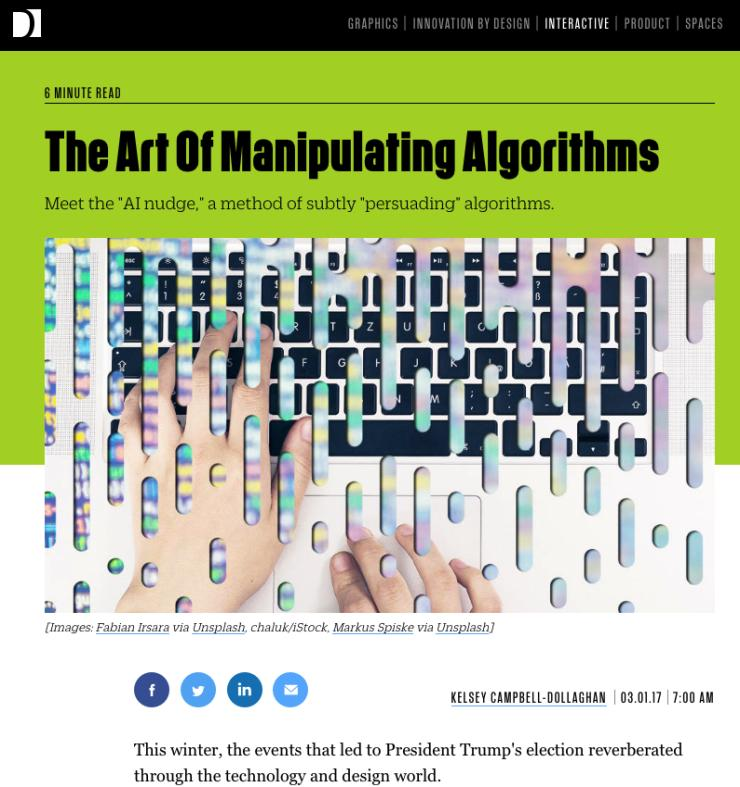 GRAPHICS | INNOVATION BY DESIGN | INTERACTIVE | PRODUCT | SPACES
6 MINUTE READ
The Art Of Manipulating Algorithms
Meet the "AI nudge," a method of subtly "persuading" algorithms.
[Images: Fabian Irsara via Unsplash, chaluk/iStock, Markus Spiske via Unsplash]
KELSEY CAMPBELL-DOLLAGHAN | 03.01.17 | 7:00 AM
This winter, the events that led to President Trump's election reverberated
through the technology and design world.